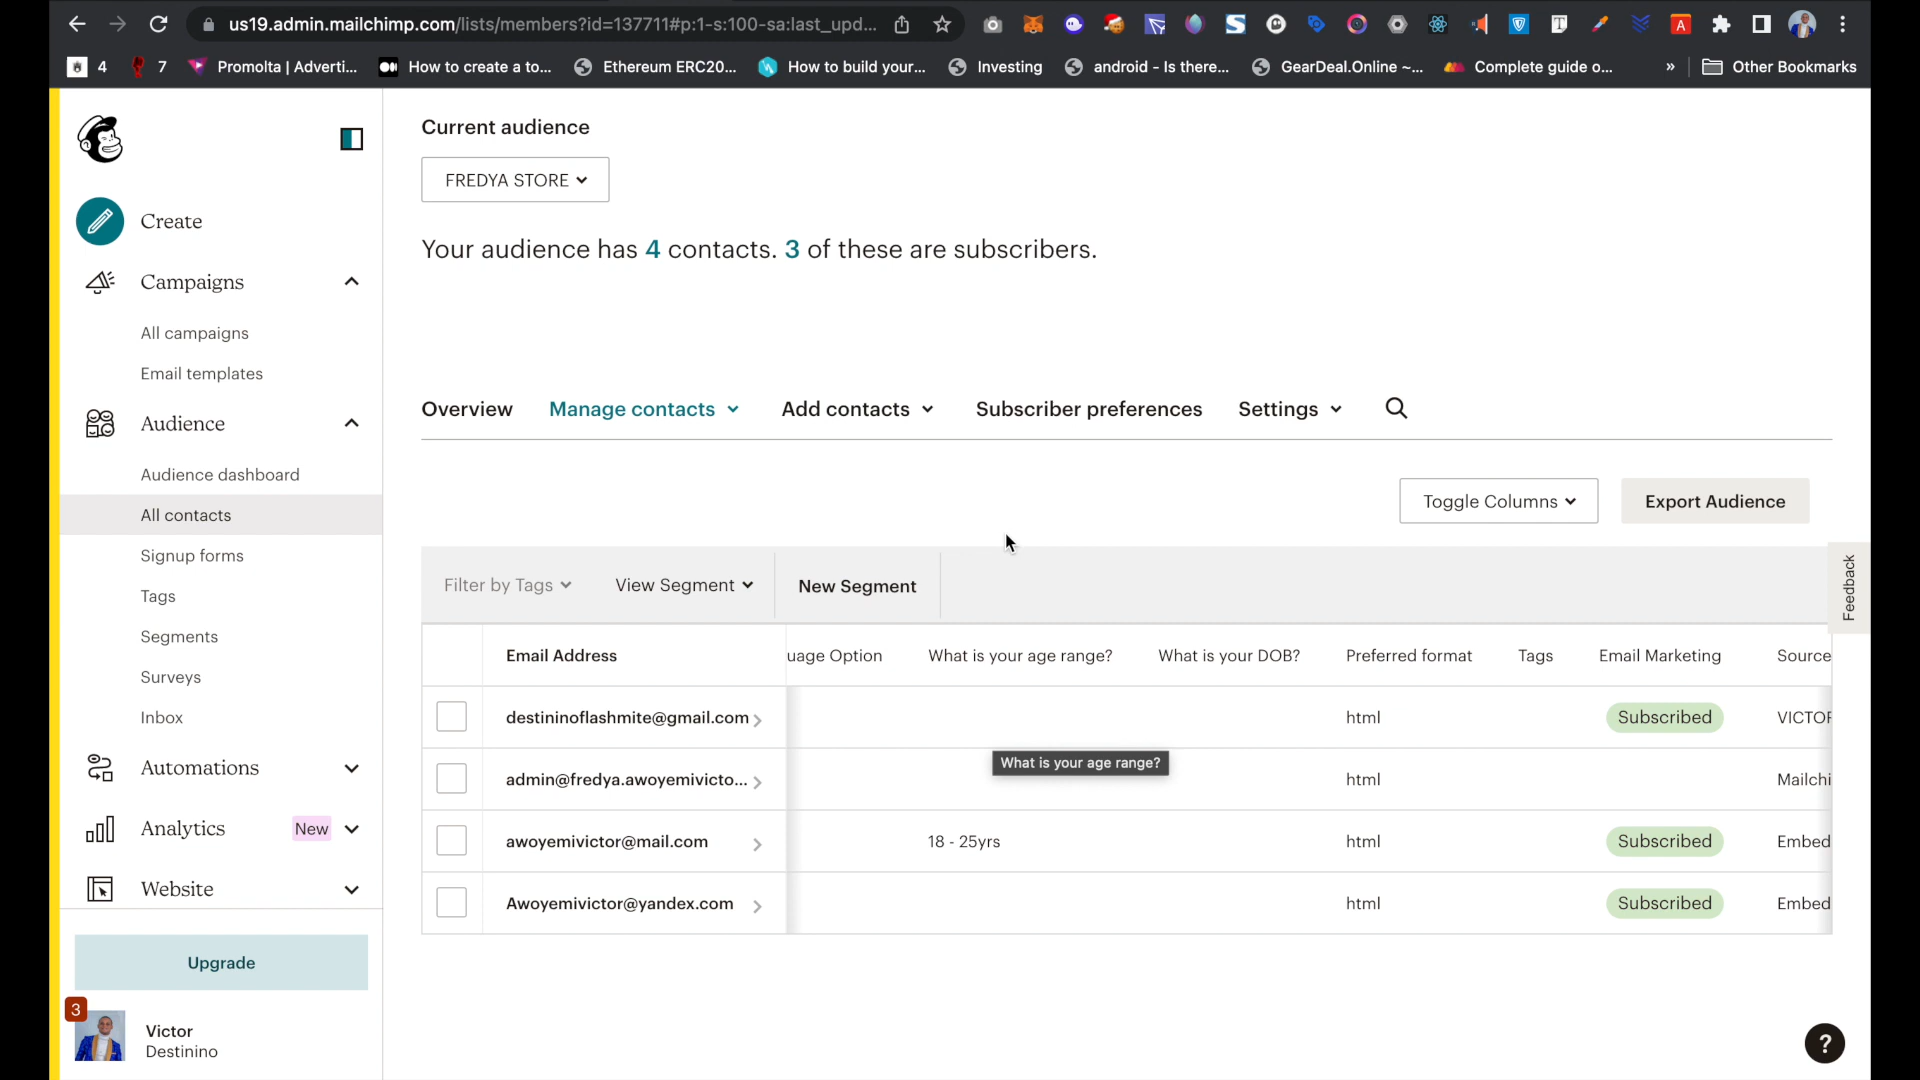 us19.admin.mailchimp.com/lists/members?id=137711#p:1-s:100-sa:last_upd...
4
7
Promolta | Adverti...
How to create a to...
Ethereum ERC20...
How to build your...
Investing
android - Is there...
GearDeal.Online ~...
Complete guide o...
»
Other Bookmarks
Create
Campaigns
All campaigns
Email templates
Audience
Audience dashboard
All contacts
Signup forms
Tags
Segments
Surveys
Inbox
Automations
Analytics New
Website
Upgrade
3
Victor
Destinino
Current audience
FREDYA STORE
Your audience has 4 contacts. 3 of these are subscribers.
Overview Manage contacts Add contacts Subscriber preferences Settings
Toggle Columns Export Audience
Filter by Tags View Segment New Segment
Email Address uage Option What is your age range? What is your DOB? Preferred format Tags Email Marketing Source
destininoflashmite@gmail.com html Subscribed VICTOR
What is your age range?
admin@fredya.awoyemivicto... html Mailchi
awoyemivictor@mail.com 18 - 25yrs html Subscribed Embed
Awoyemivictor@yandex.com html Subscribed Embed
Feedback
?